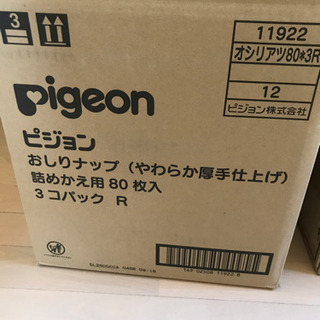 3
11922
オシリアツ80*3R
12
ピジョン株式会社
Pigeon
ピジョン
おしりナップ（やわらか厚手仕上げ）
詰めかえ用80枚入
3コパック R